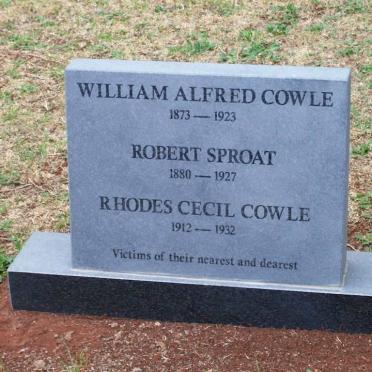 WILLIAM ALFRED COWLE
1873 — 1923
ROBERT SPROAT
1880 — 1927
RHODES CECIL COWLE
1912 — 1932
Victims of their nearest and dearest